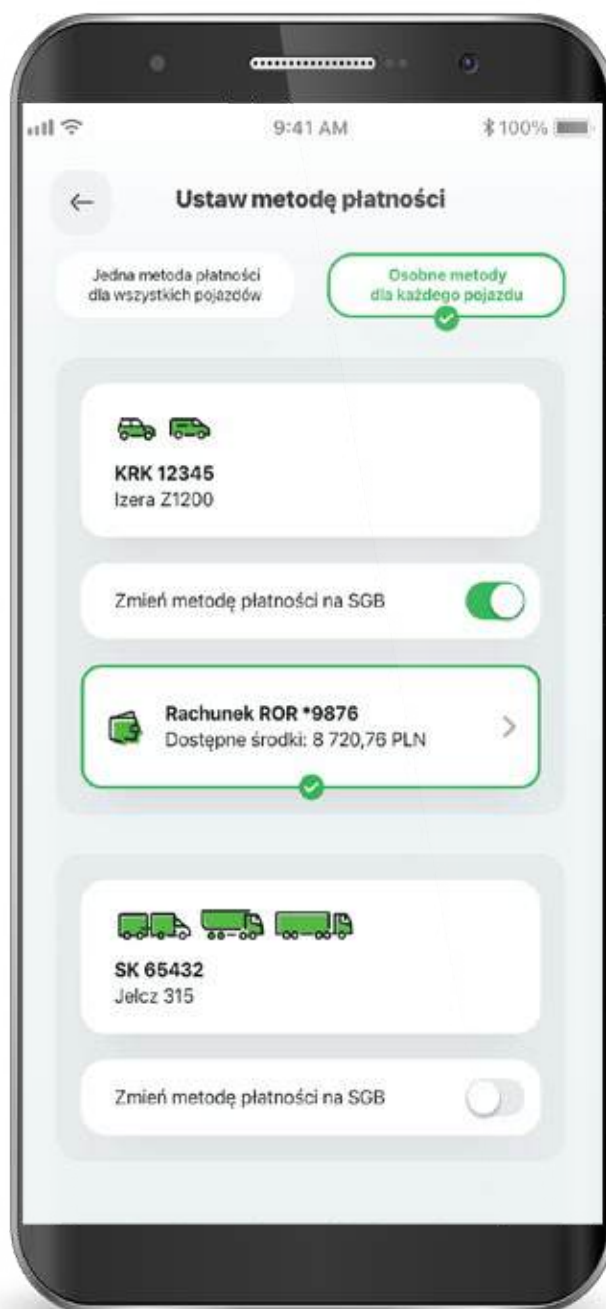 9:41 AM
100%
Ustaw metodę płatności
Jedna metoda płatności
dla wszystkich pojazdów
Osobne metody
dla każdego pojazdu
KRK 12345
Izera Z1200
Zmień metodę płatności na SGB
Rachunek ROR *9876
Dostępne środki: 8 720,76 PLN
SK 65432
Jelcz 315
Zmień metodę płatności na SGB